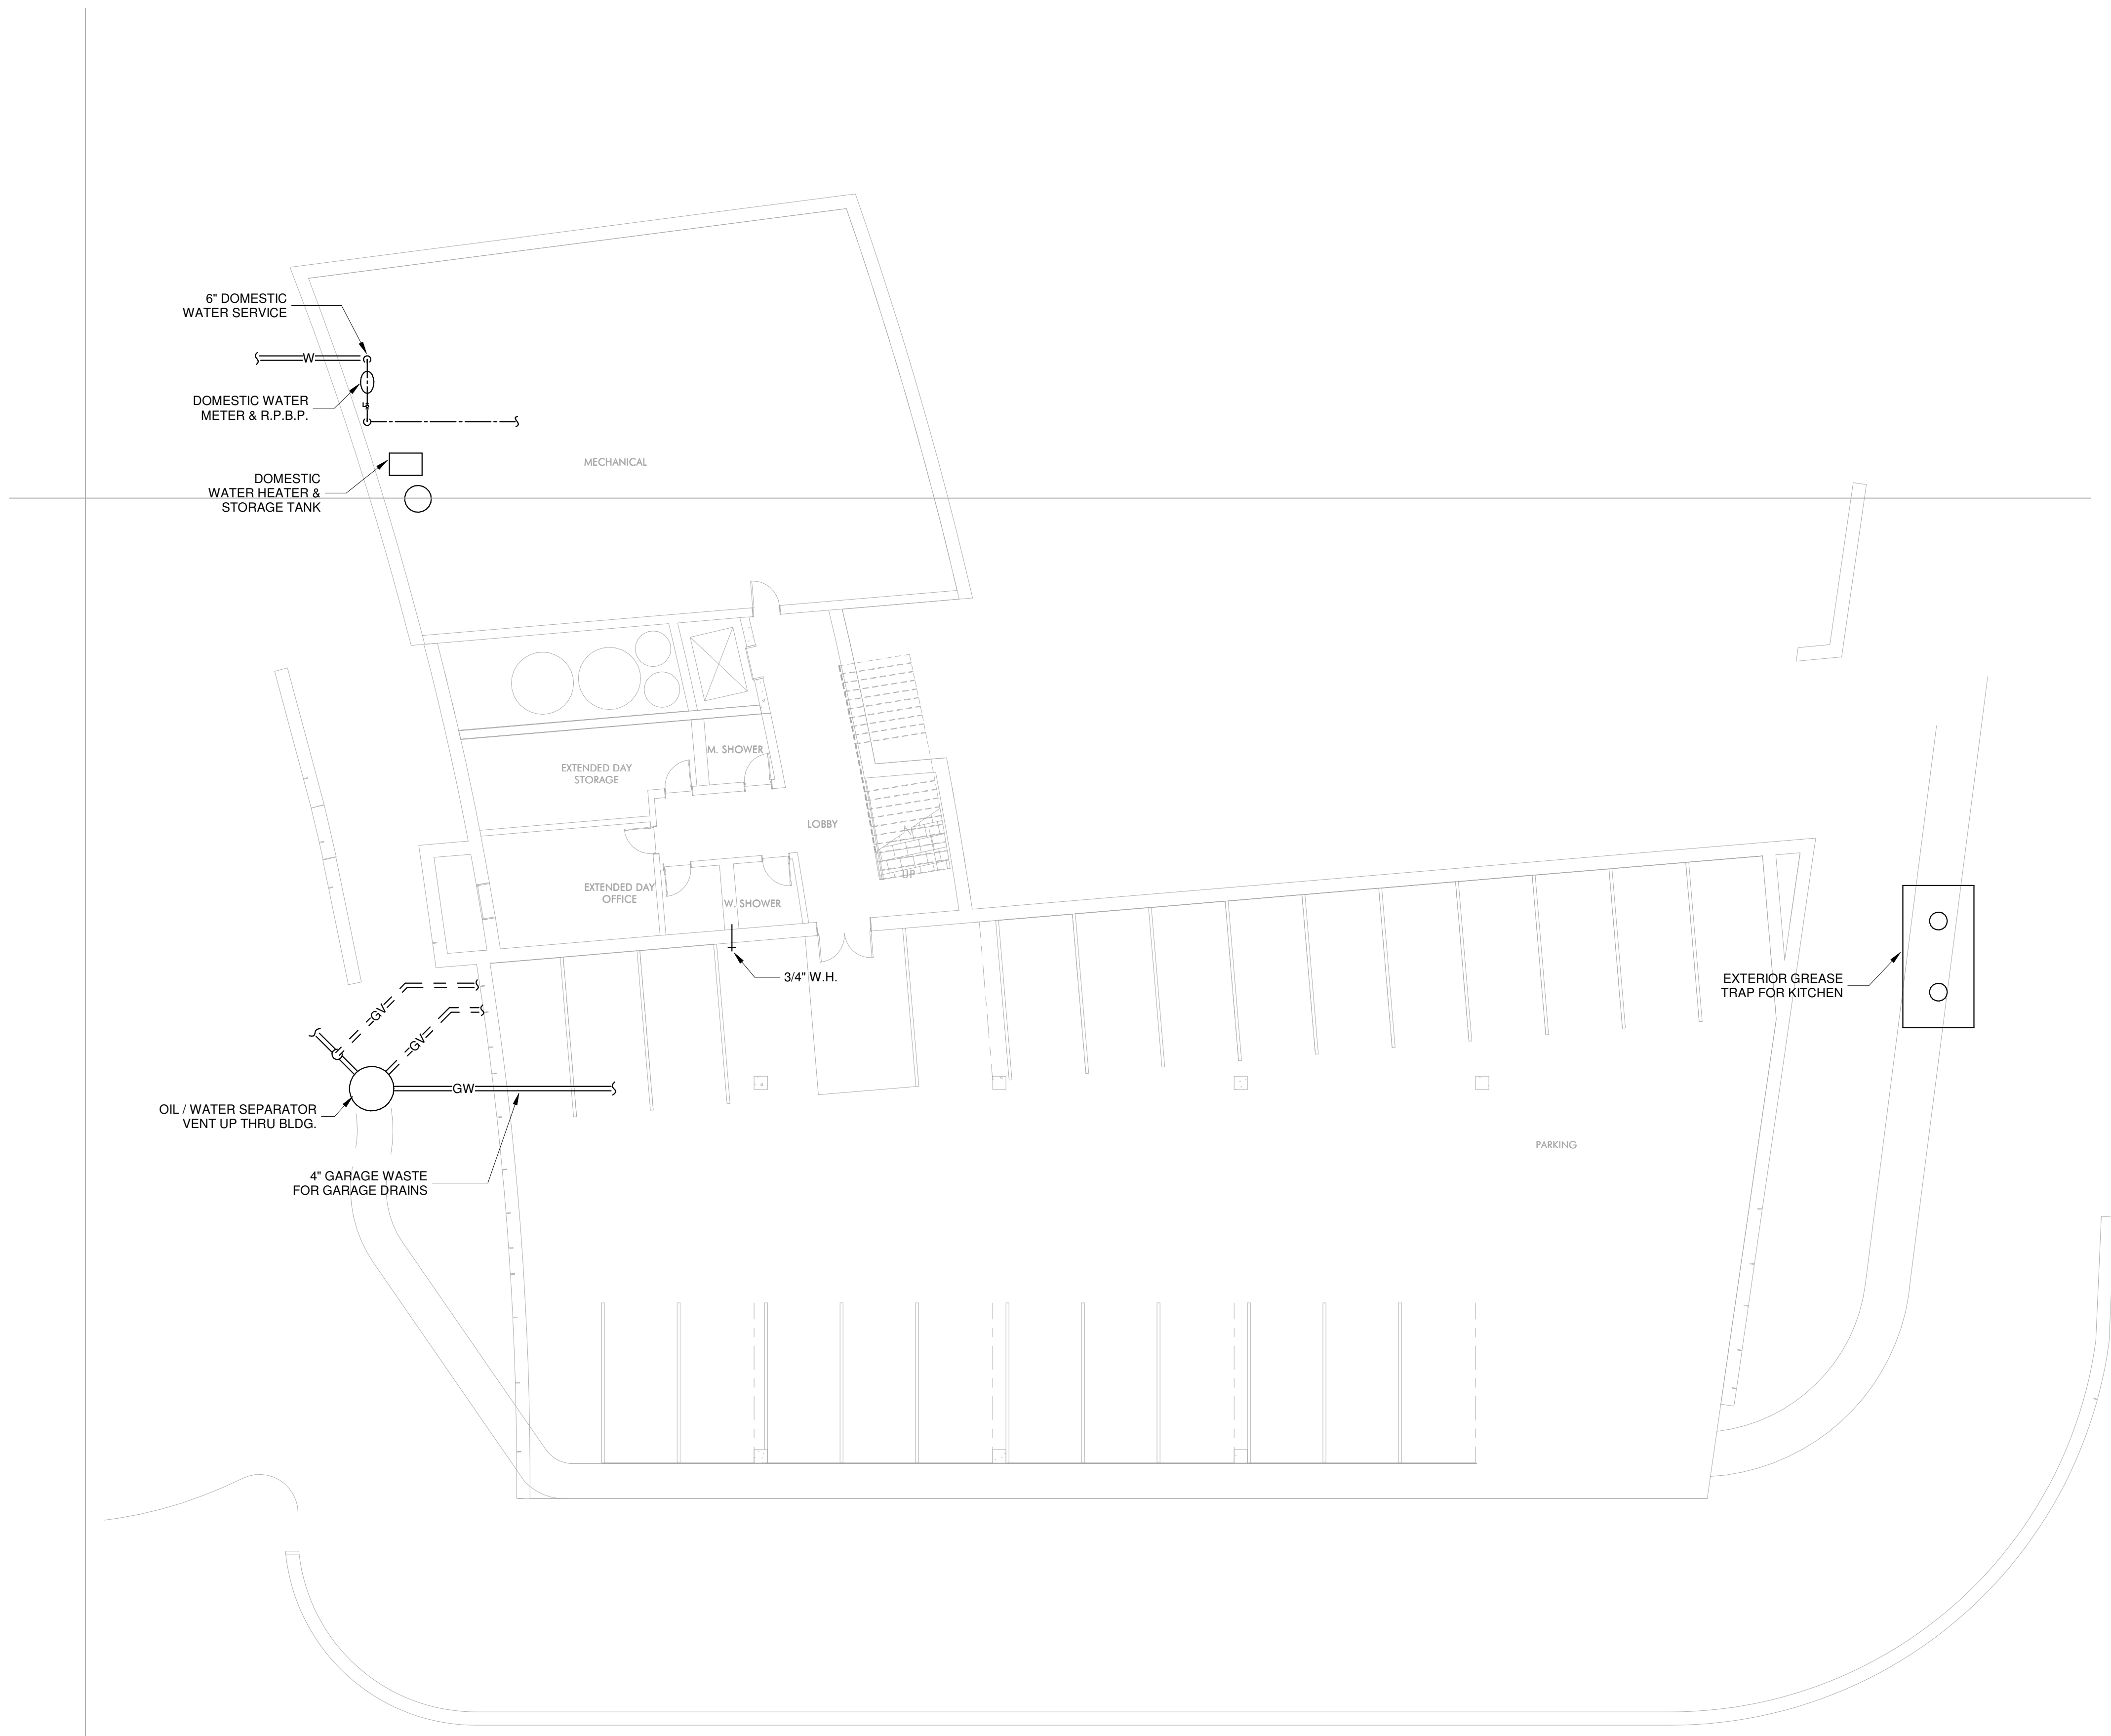 6" DOMESTIC
WATER SERVICE
W
DOMESTIC WATER
METER & R.P.B.P.
4"
MECHANICAL
DOMESTIC
WATER HEATER &
STORAGE TANK
M. SHOWER
EXTENDED DAY
STORAGE
LOBBY
UP
EXTENDED DAY
OFFICE
W. SHOWER
3/4" W.H.
EXTERIOR GREASE
TRAP FOR KITCHEN
GV
GV
GW
OIL / WATER SEPARATOR
VENT UP THRU BLDG.
PARKING
4" GARAGE WASTE
FOR GARAGE DRAINS